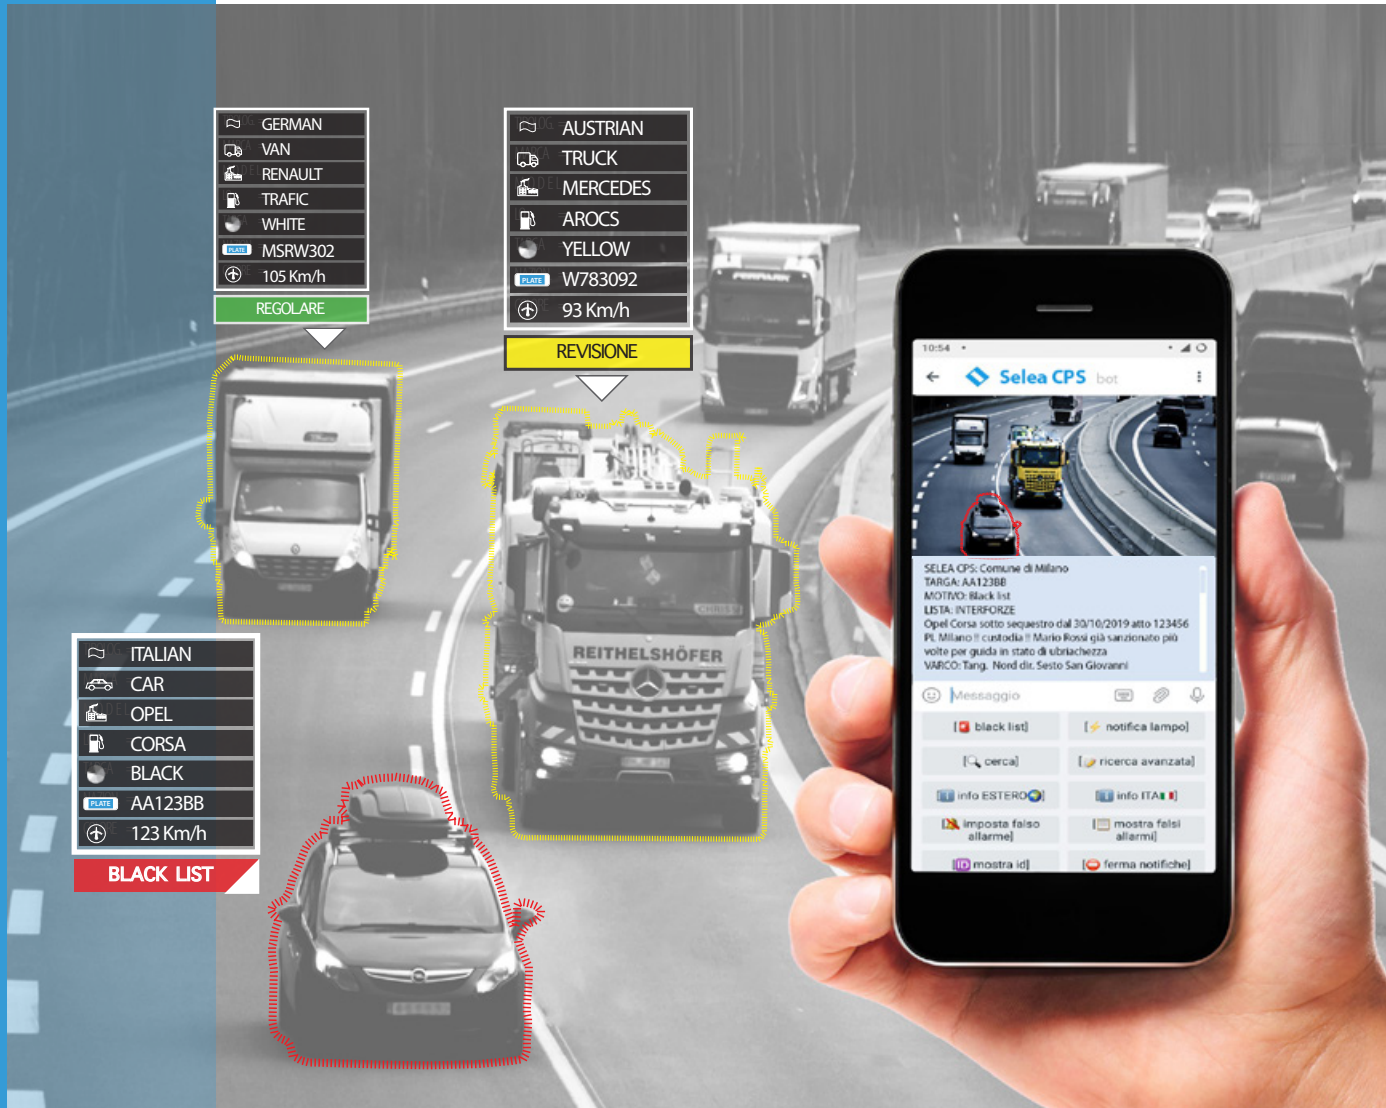 GERMAN
VAN
RENAULT
TRAFIC
WHITE
PLATE MSRW302
105 Km/h
REGOLARE
AUSTRIAN
TRUCK
MERCEDES
AROCS
YELLOW
PLATE W783092
93 Km/h
REVISIONE
ITALIAN
CAR
OPEL
CORSA
BLACK
PLATE AA123BB
123 Km/h
BLACK LIST
REITHELSHÖFER
10:54
Selea CPS bot
SELEA CPS: Comune di Milano
TARGA: AA123BB
MOTIVO: Black list
LISTA: INTERFORZE
Opel Corsa sotto sequestro dal 30/10/2019 atto 123456
PL Milano !! custodia !! Mario Rossi già sanzionato più
volte per guida in stato di ubriachezza
VARCO: Tang. Nord dir. Sesto San Giovanni
Messaggio
[black list] [notifica lampo]
[cerca] [ricerca avanzata]
[info ESTERO] [info ITA]
[imposta falso
allarme]
[mostra falsi
allarmi]
[ID mostra id] [ferma notifiche]